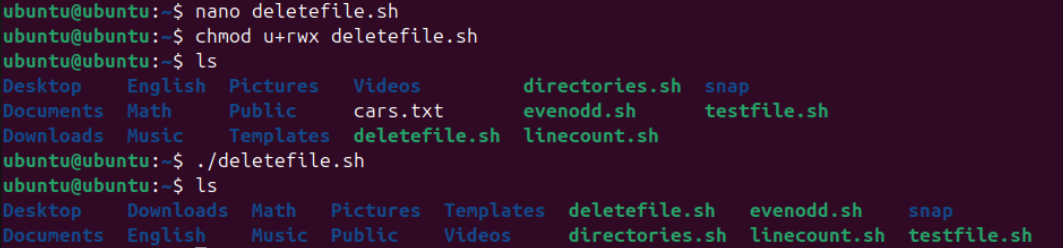 ubuntu@ubuntu:~$ nano deletefile.sh
ubuntu@ubuntu:~$ chmod u+rwx deletefile.sh
ubuntu@ubuntu:~$ ls
Desktop English Pictures Videos directories.sh snap
Documents Math Public cars.txt evenodd.sh testfile.sh
Downloads Music Templates deletefile.sh linecount.sh
ubuntu@ubuntu:~$ ./deletefile.sh
ubuntu@ubuntu:~$ ls
Desktop Downloads Math Pictures Templates deletefile.sh evenodd.sh snap
Documents English Music Public Videos directories.sh linecount.sh testfile.sh